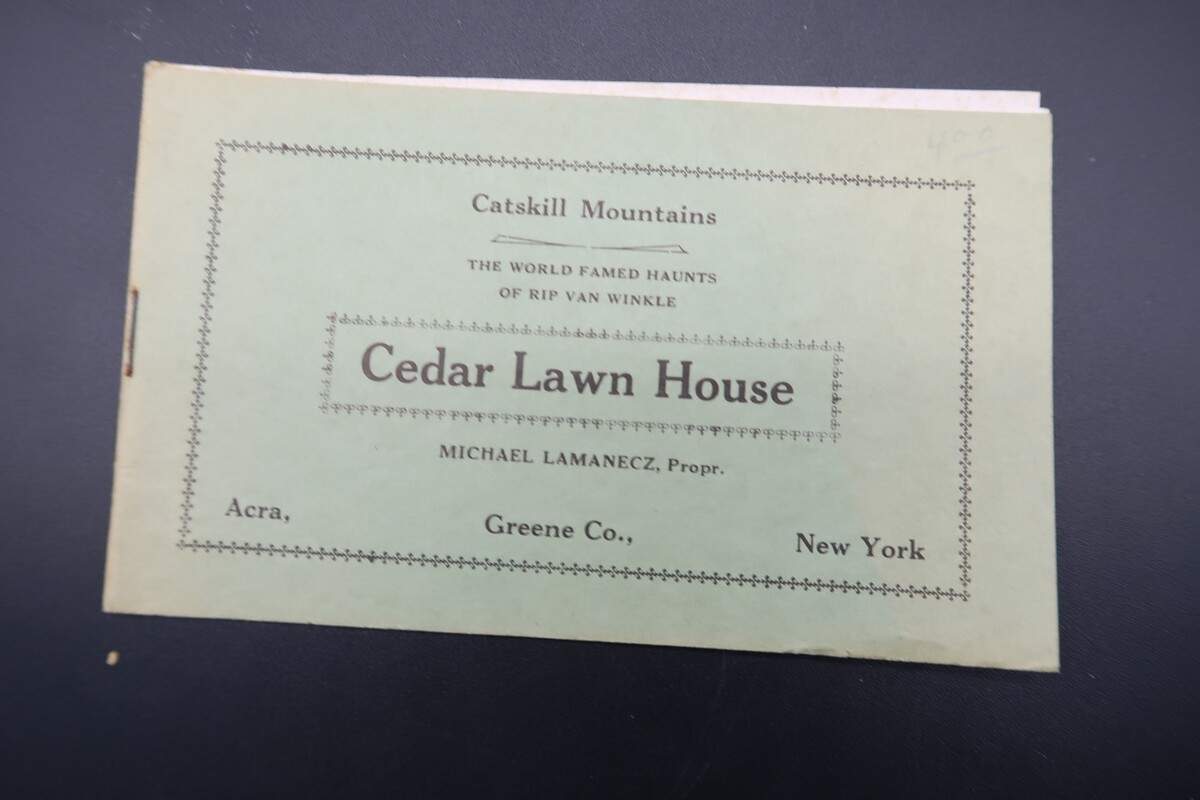 Catskill Mountains
THE WORLD FAMED HAUNTS
OF RIP VAN WINKLE
Cedar Lawn House
MICHAEL LAMANECZ, Propr.
Acra, Greene Co., New York